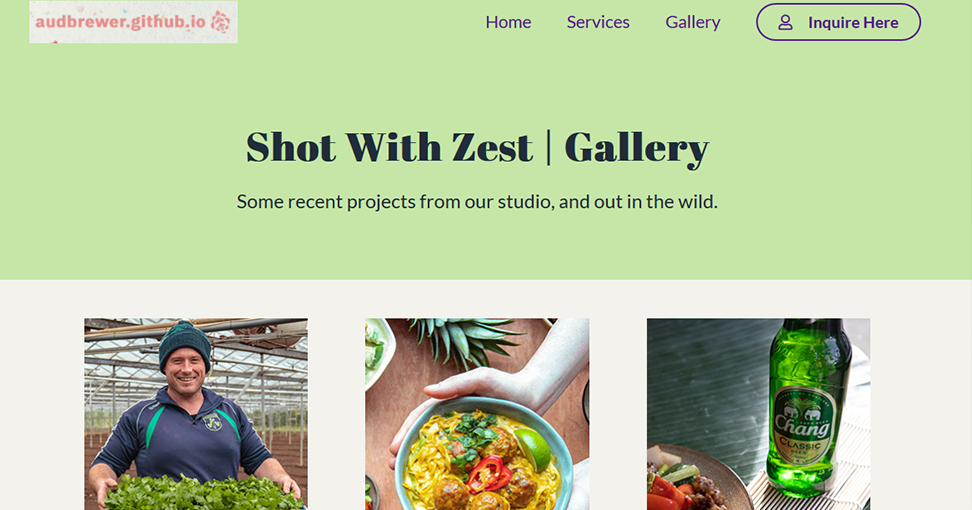 audbrewer.github.io
Home Services Gallery Inquire Here
Shot With Zest | Gallery
Some recent projects from our studio, and out in the wild.
Chang
CLASSIC